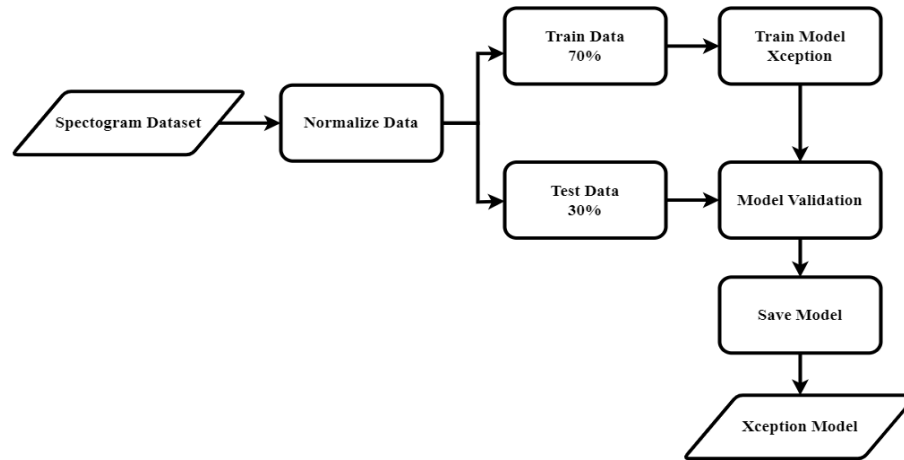 Spectogram Dataset
Normalize Data
Train Data
70%
Train Model
Xception
Test Data
30%
Model Validation
Save Model
Xception Model